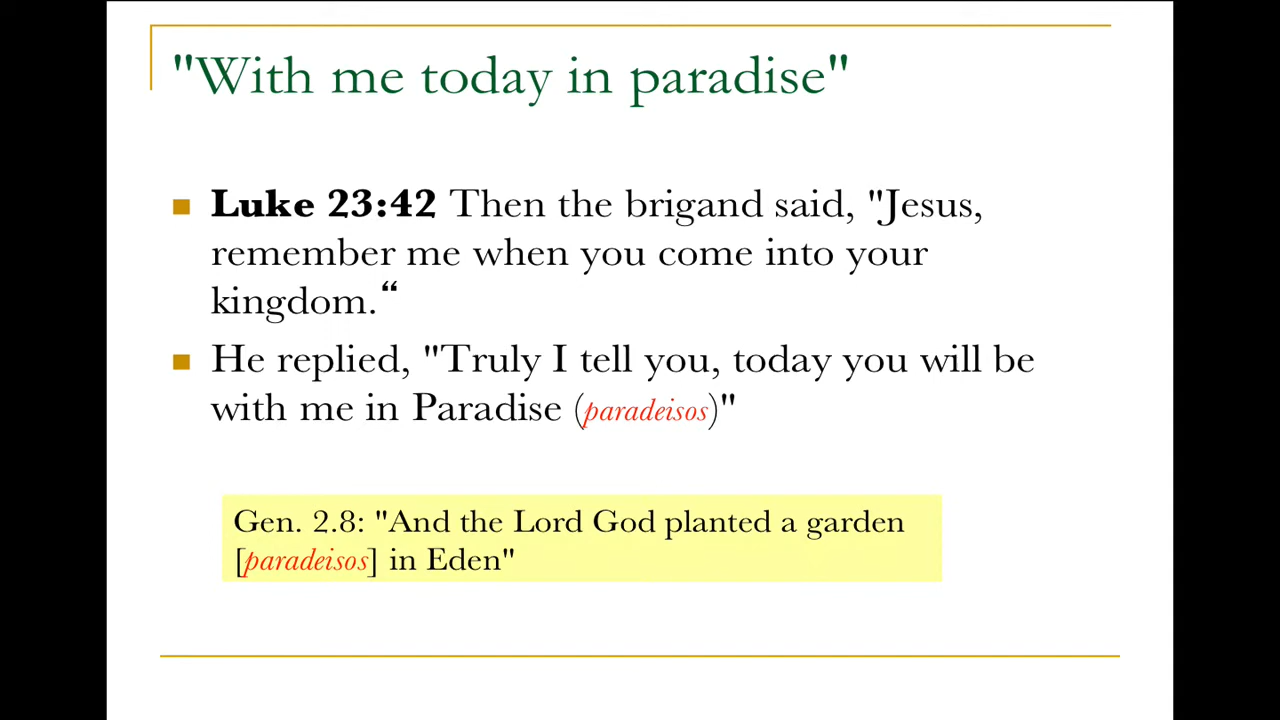 "With me today in paradise"
Luke 23:42 Then the brigand said, "Jesus,
remember me when you come into your
kingdom.“
He replied, "Truly I tell you, today you will be
with me in Paradise (paradeisos)"
Gen. 2.8: "And the Lord God planted a garden
[paradeisos] in Eden"